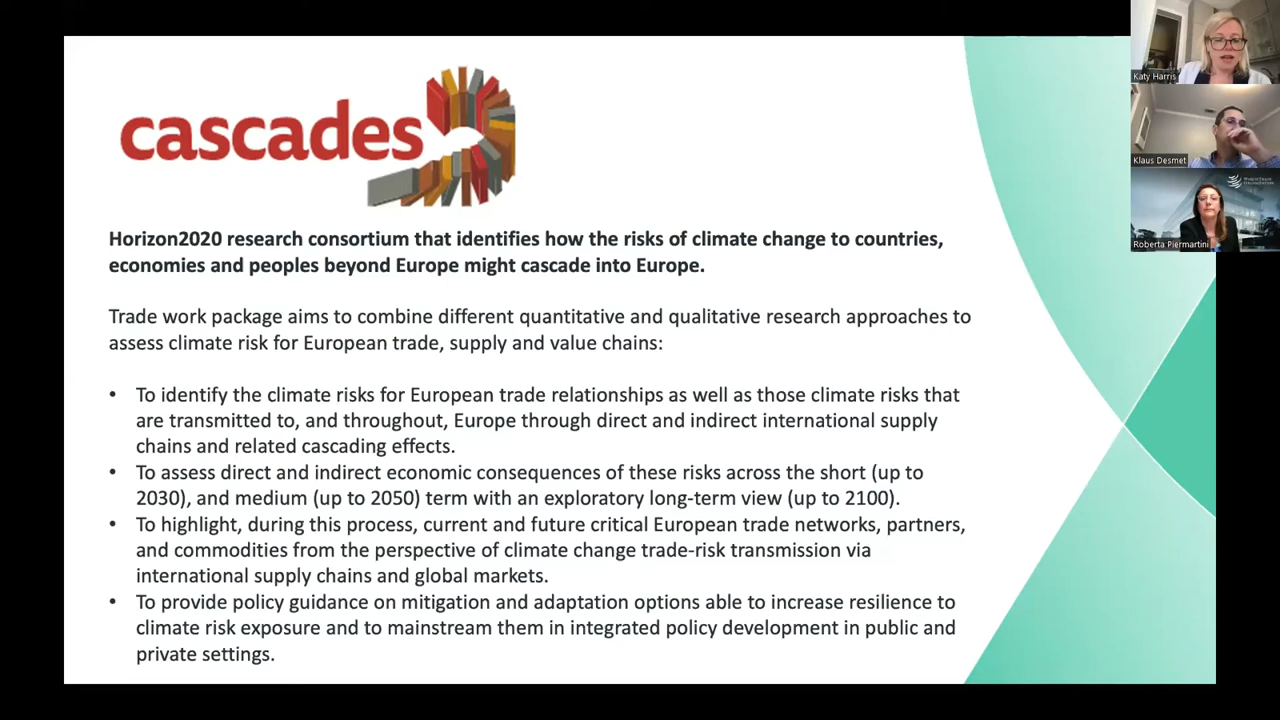 cascades
Horizon2020 research consortium that identifies how the risks of climate change to countries,
economies and peoples beyond Europe might cascade into Europe.
Trade work package aims to combine different quantitative and qualitative research approaches to
assess climate risk for European trade, supply and value chains:
• To identify the climate risks for European trade relationships as well as those climate risks that
are transmitted to, and throughout, Europe through direct and indirect international supply
chains and related cascading effects.
• To assess direct and indirect economic consequences of these risks across the short (up to
2030), and medium (up to 2050) term with an exploratory long-term view (up to 2100).
• To highlight, during this process, current and future critical European trade networks, partners,
and commodities from the perspective of climate change trade-risk transmission via
international supply chains and global markets.
• To provide policy guidance on mitigation and adaptation options able to increase resilience to
climate risk exposure and to mainstream them in integrated policy development in public and
private settings.
Katy Harris
Klaus Desmet
WORLD TRADE
ORGANIZATION
Roberta Piermartini